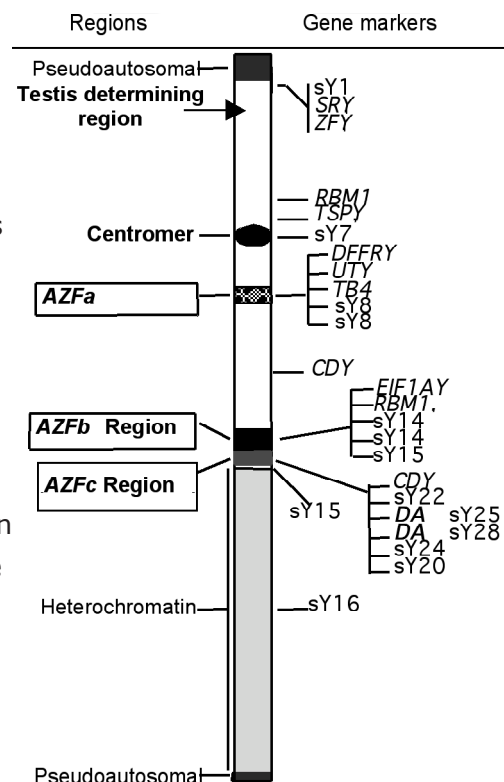 Regions Gene markers
Pseudoautosomal
sY1
Testis determining
region
SRY
ZFY
RBM1
TSPY
s
Centromer
sY7
DFFRY
UTY
AZFa
TB4
sY8
sY8
CDY
EIF1AY
RBM1,
AZFb Region
sY14
sY14
sY15
AZFc Region
CDY
sY22
sY15
DA sY25
n
DA sY28
sY24
e
sY20
Heterochromatin
sY16
Pseudoautosomal